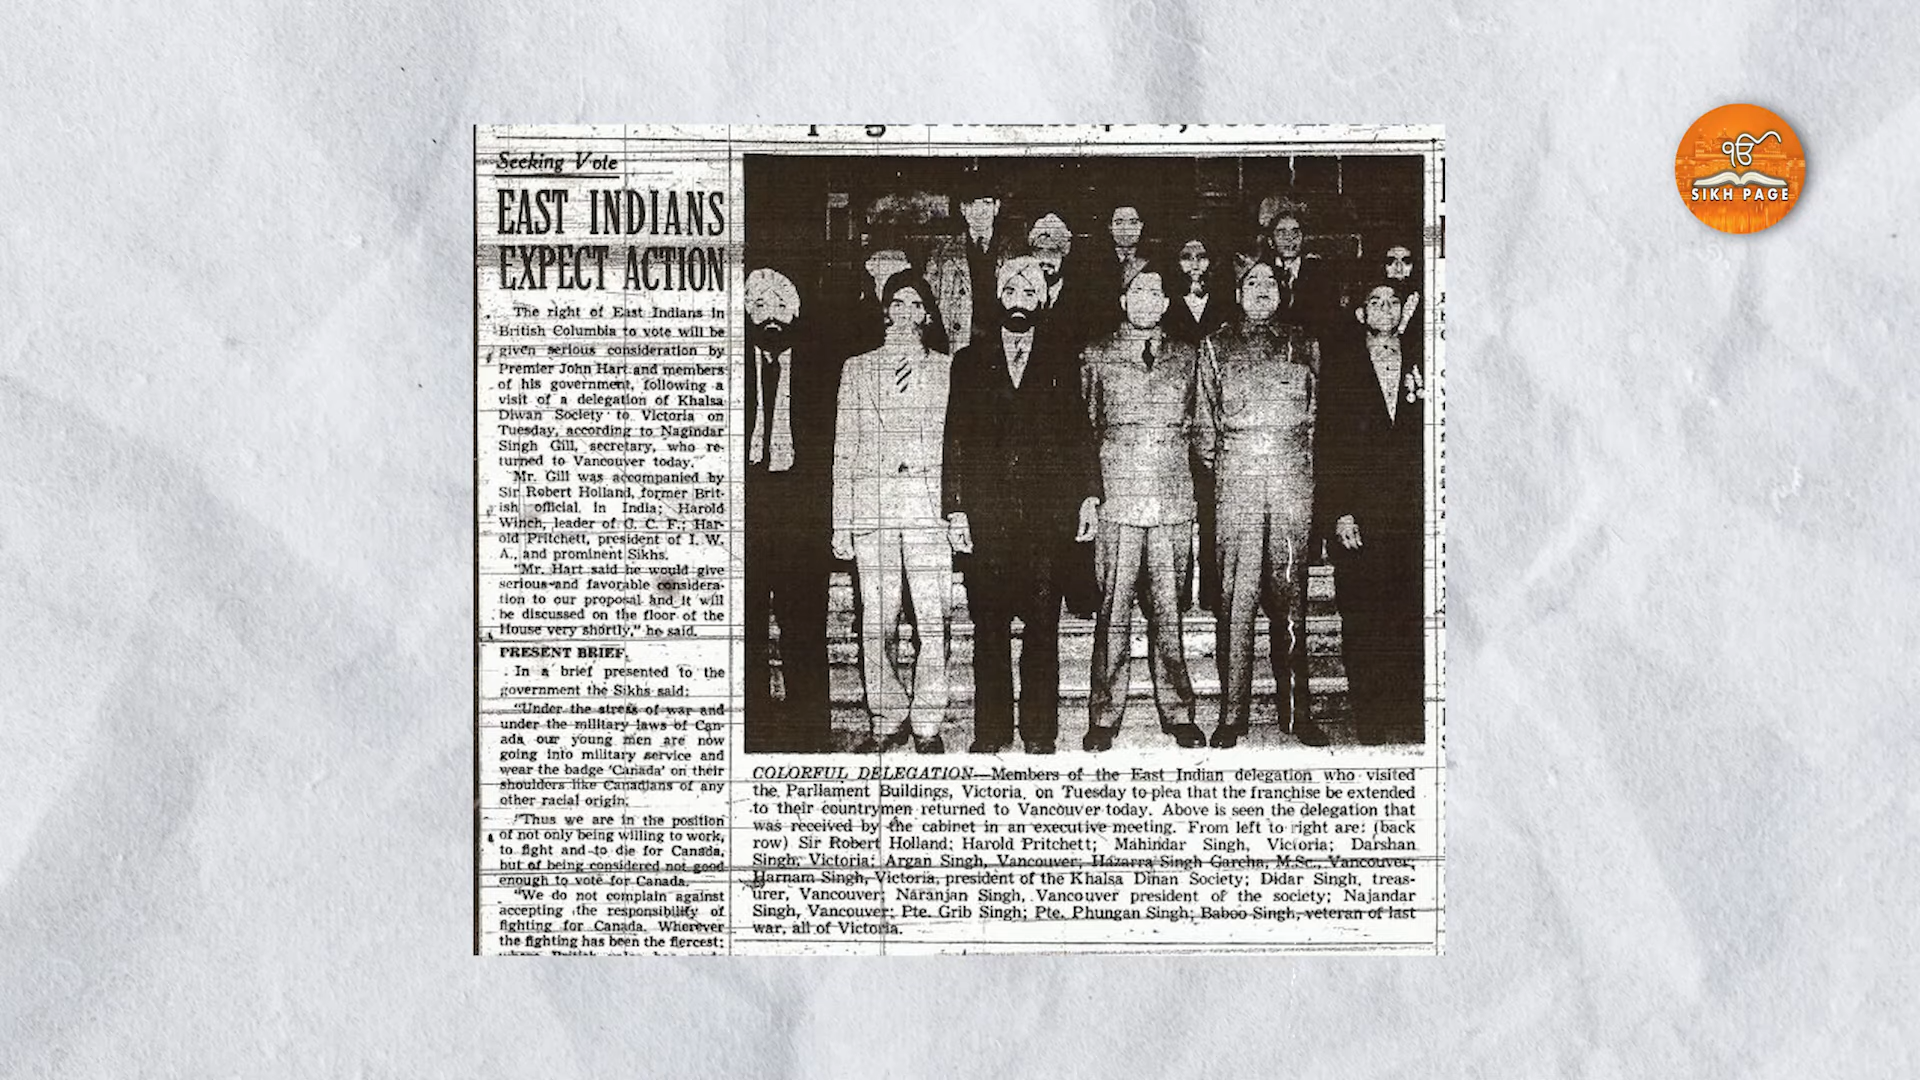 Seeking Vote
EAST INDIANS
EXPECT ACTION
The right of East Indians in
British Columbia to vote will be
given serious consideration by
Premier John Hart and members
of his government, following a
visit of a delegation of Khalsa
Diwan Society to Victoria on
Tuesday, according to Nagindar
Singh Gill, secretary, who re-
turned to Vancouver today."
Mr. Gill was accompanied by
Sir Robert Holland, former Brit-
ish official in India; Harold
Winch, leader of C. C. F.; Har-
old Pritchett, president of I. W.
A., and prominent Sikhs.
"Mr. Hart said he would give
serious and favorable considera-
tion to our proposal and it will
be discussed on the floor of the
House very shortly," he said.
PRESENT BRIEF.
In a brief presented to the
government the Sikhs said:
"Under the stress of war and
under the military laws of Can-
ada our young men are now
going into military service and
wear the badge 'Canada' on their
shoulders like Canadians of any
other racial origin.
"Thus we are in the position
of not only being willing to work,
to fight and to die for Canada,
but of being considered not good
enough to vote for Canada.
"We do not complain against
accepting the responsibility of
fighting for Canada. Wherever
the fighting has been the fiercest;
COLORFUL DELEGATION—Members of the East Indian delegation who visited
the Parliament Buildings, Victoria, on Tuesday to plea that the franchise be extended
to their countrymen returned to Vancouver today. Above is seen the delegation that
was received by the cabinet in an executive meeting. From left to right are: (back
row) Sir Robert Holland; Harold Pritchett; Mahindar Singh, Victoria; Darshan
Singh, Victoria; Argan Singh, Vancouver; Hazarra Singh Garcha, M.Sc., Vancouver;
Harnam Singh, Victoria, president of the Khalsa Dinan Society; Didar Singh, treas-
urer, Vancouver; Naranjan Singh, Vancouver president of the society; Najandar
Singh, Vancouver; Pte. Grib Singh; Pte. Phungan Singh; Baboo Singh, veteran of last
war, all of Victoria.
ੴ
SIKH PAGE